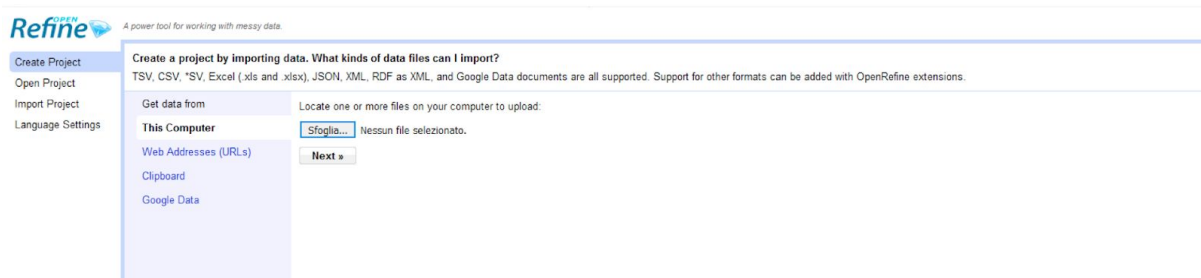 OPEN
Refine
A power tool for working with messy data.
Create Project
Open Project
Import Project
Language Settings
Create a project by importing data. What kinds of data files can I import?
TSV, CSV, *SV, Excel (.xls and .xlsx), JSON, XML, RDF as XML, and Google Data documents are all supported. Support for other formats can be added with OpenRefine extensions.
Get data from
This Computer
Web Addresses (URLs)
Clipboard
Google Data
Locate one or more files on your computer to upload:
Sfoglia... Nessun file selezionato.
Next »